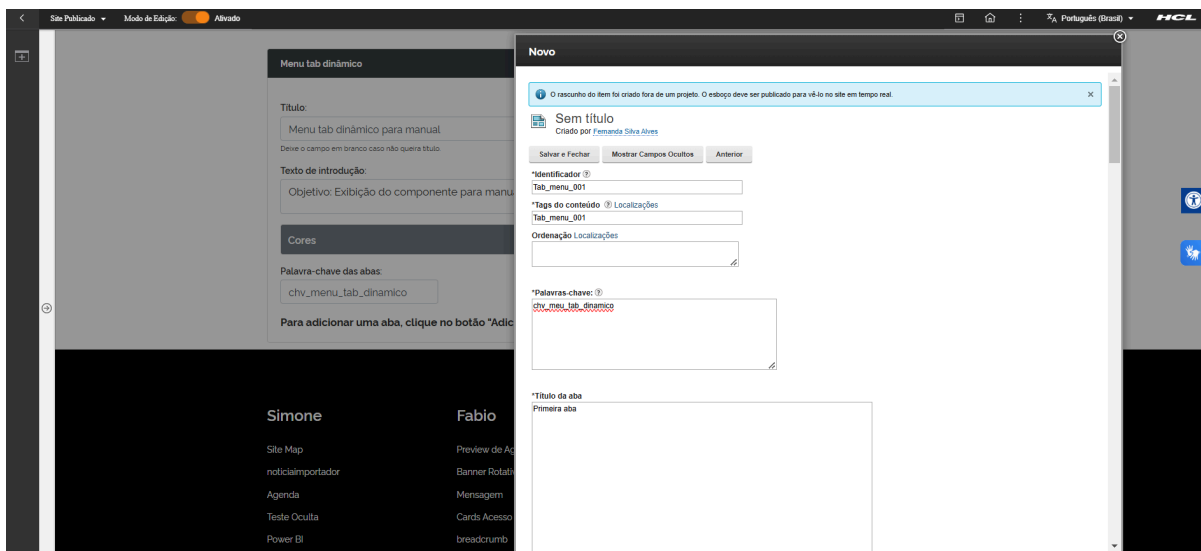 Site Publicado
Modo de Edição:
Ativado
Português (Brasil)
HCL
Menu tab dinâmico
Título:
Menu tab dinâmico para manual
Deixe o campo em branco caso não queira título.
Texto de introdução:
Objetivo: Exibição do componente para manu
Cores
Palavra-chave das abas:
chv_menu_tab_dinamico
Para adicionar uma aba, clique no botão "Adic
Novo
O rascunho do item foi criado fora de um projeto. O esboço deve ser publicado para vê-lo no site em tempo real.
Sem título
Criado por Fernanda Silva Alves
Salvar e Fechar
Mostrar Campos Ocultos
Anterior
*Identificador
Tab_menu_001
*Tags do conteúdo Localizações
Tab_menu_001
Ordenação Localizações
*Palavras-chave:
chv_meu_tab_dinamico
*Título da aba
Primeira aba
Simone
Site Map
noticiaimportador
Agenda
Teste Oculta
Power BI
Fabio
Preview de Ag
Banner Rotati
Mensagem
Cards Acesso
breadcrumb